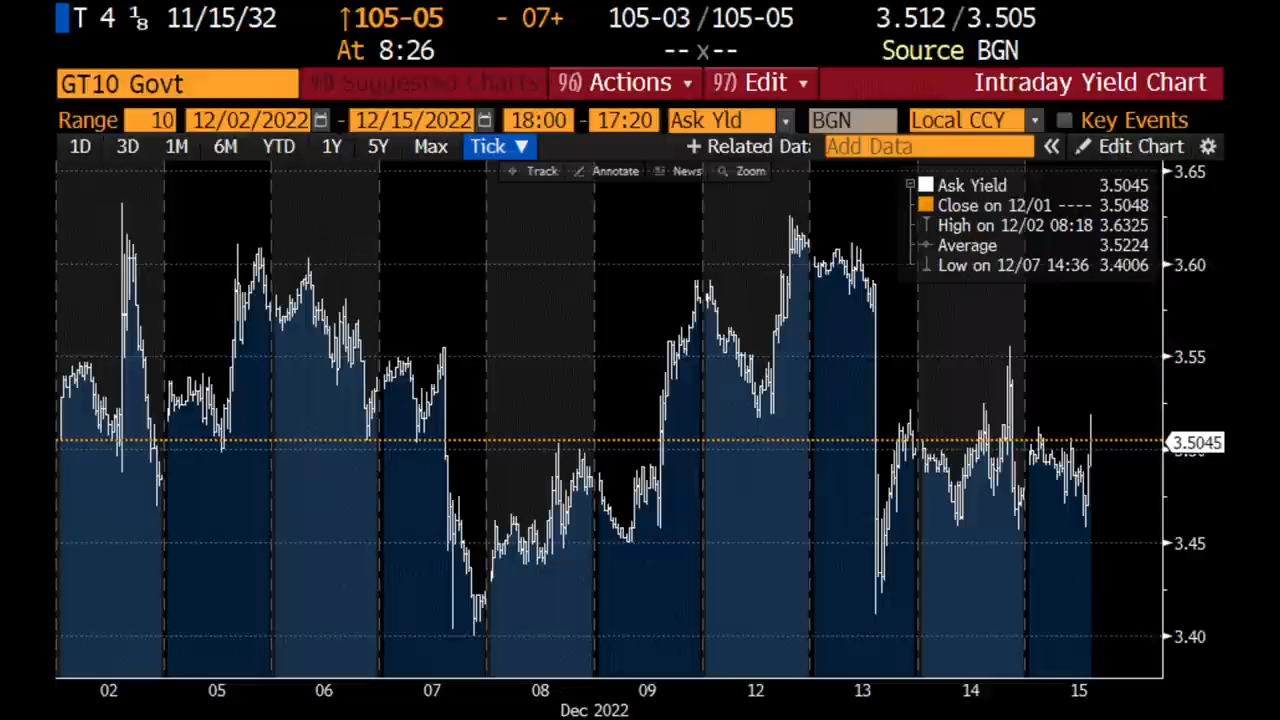 T 4 ⅛ 11/15/32 ↑105-05 - 07+ 105-03 /105-05 3.512 /3.505
At 8:26 -- x -- Source BGN
GT10 Govt 90) Suggested Charts 96) Actions ▾ 97) Edit ▾ Intraday Yield Chart
Range 10 12/02/2022 - 12/15/2022 18:00 - 17:20 Ask Yld BGN Local CCY Key Events
1D 3D 1M 6M YTD 1Y 5Y Max Tick ▼ + Related Data Add Data « Edit Chart
Track Annotate News Zoom
Ask Yield 3.5045
Close on 12/01 ---- 3.5048
High on 12/02 08:18 3.6325
Average 3.5224
Low on 12/07 14:36 3.4006
3.65
3.60
3.55
3.5045
3.50
3.45
3.40
02 05 06 07 08 09 12 13 14 15
Dec 2022